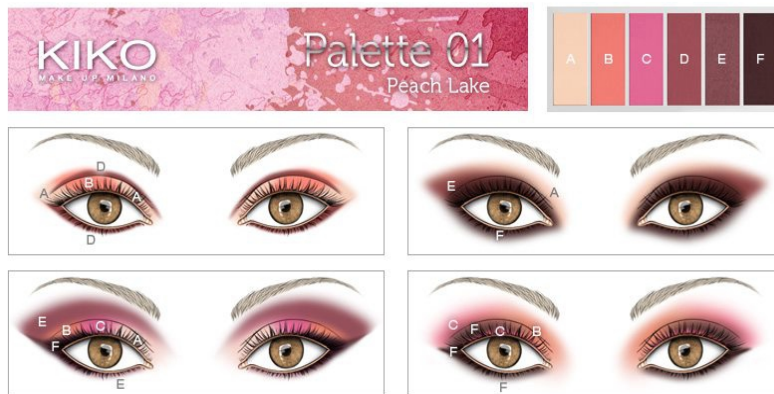 KIKO
MAKE UP MILANO
Palette 01
Peach Lake
A B C D E F
D
A B A
D
E A
F
E B C A
F
E
C F C B
F
F